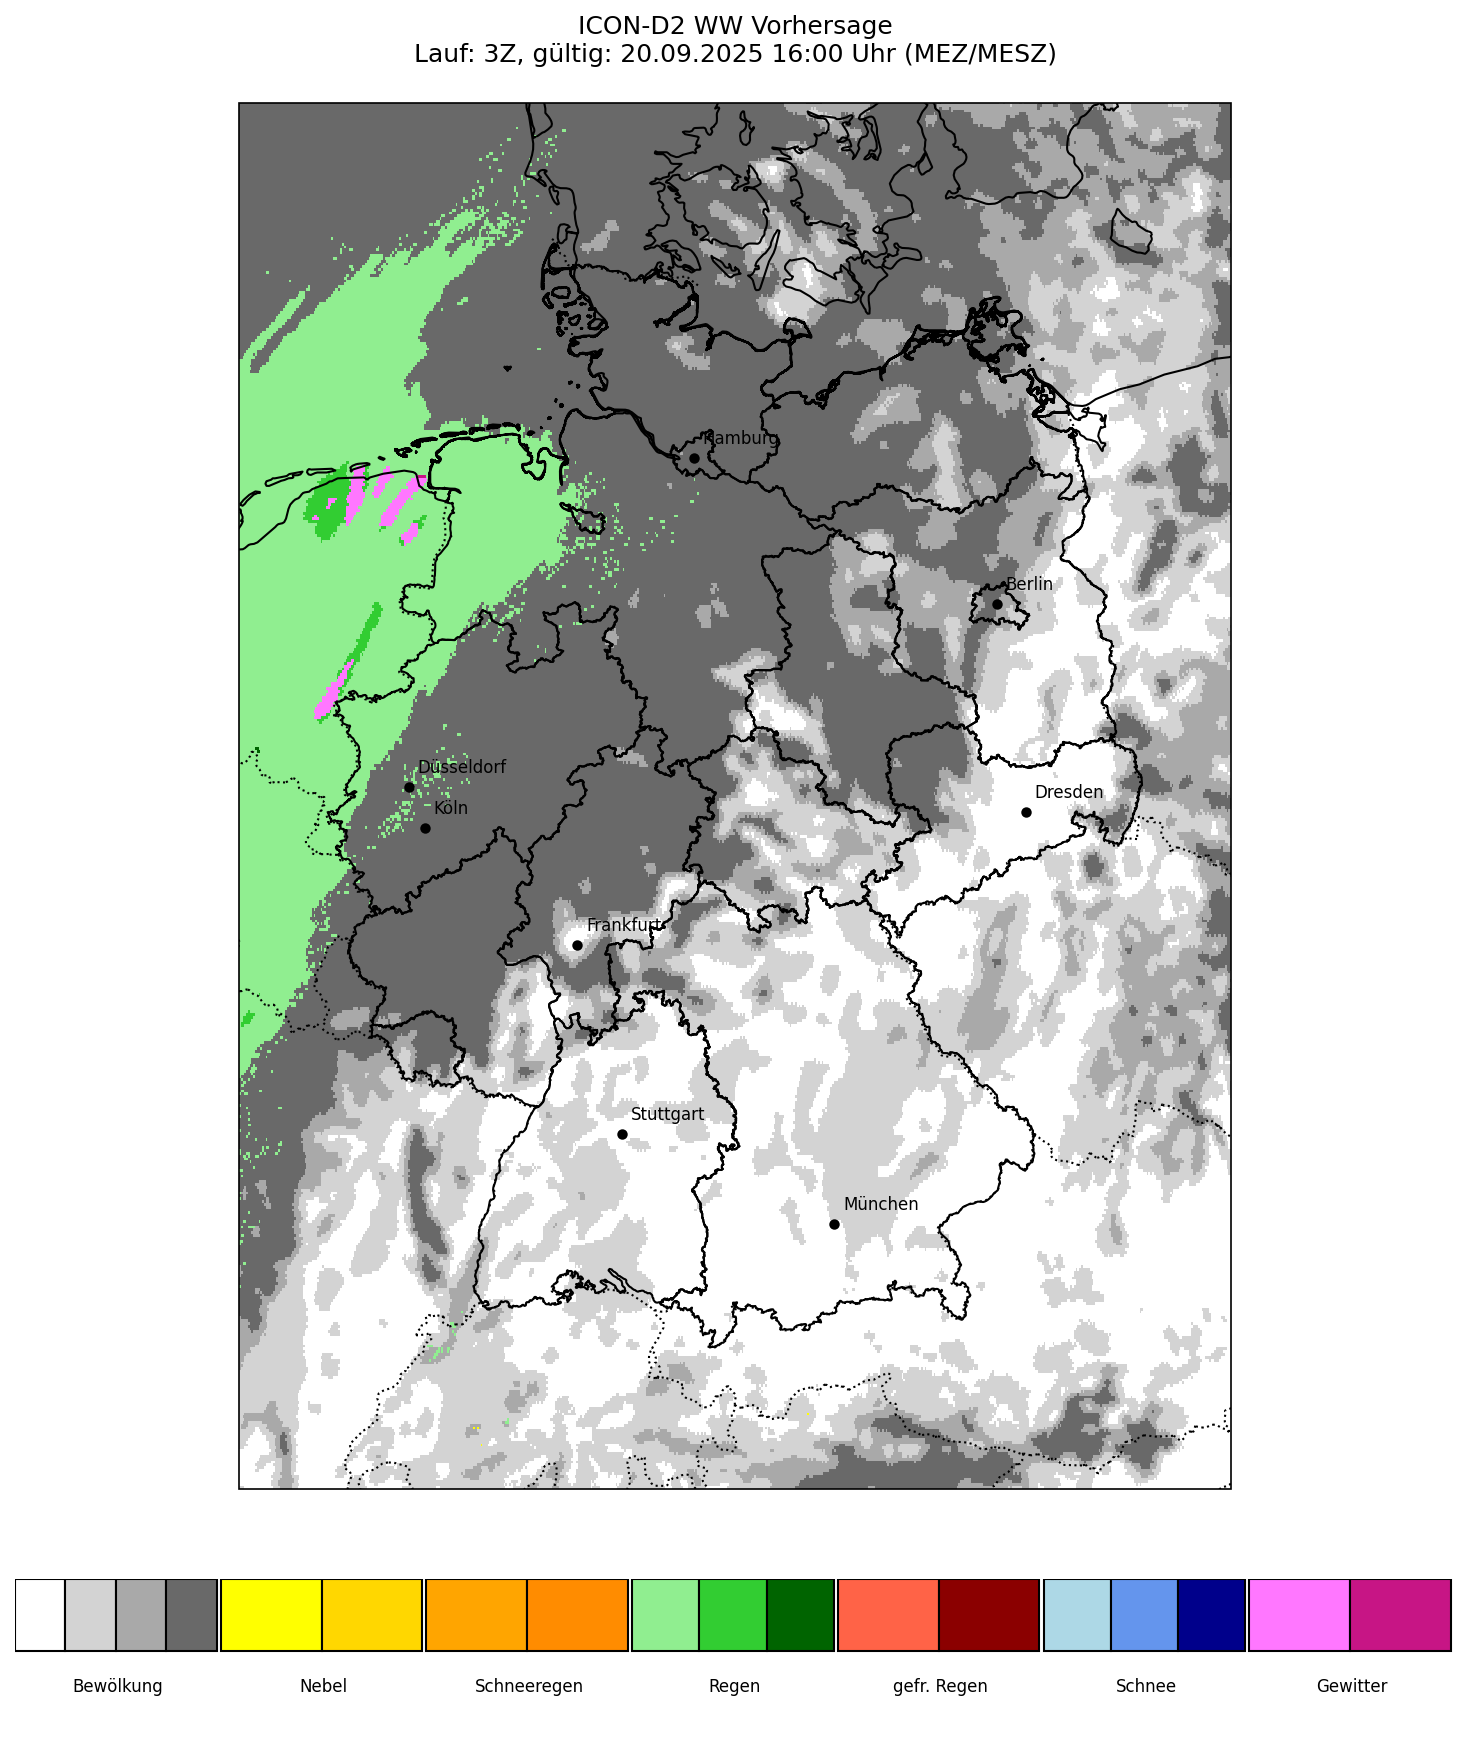 ICON-D2 WW Vorhersage
Lauf: 3Z, gültig: 20.09.2025 16:00 Uhr (MEZ/MESZ)
Hamburg
Berlin
Düsseldorf
Köln
Dresden
Frankfurt
Stuttgart
München
Bewölkung
Nebel
Schneeregen
Regen
gefr. Regen
Schnee
Gewitter